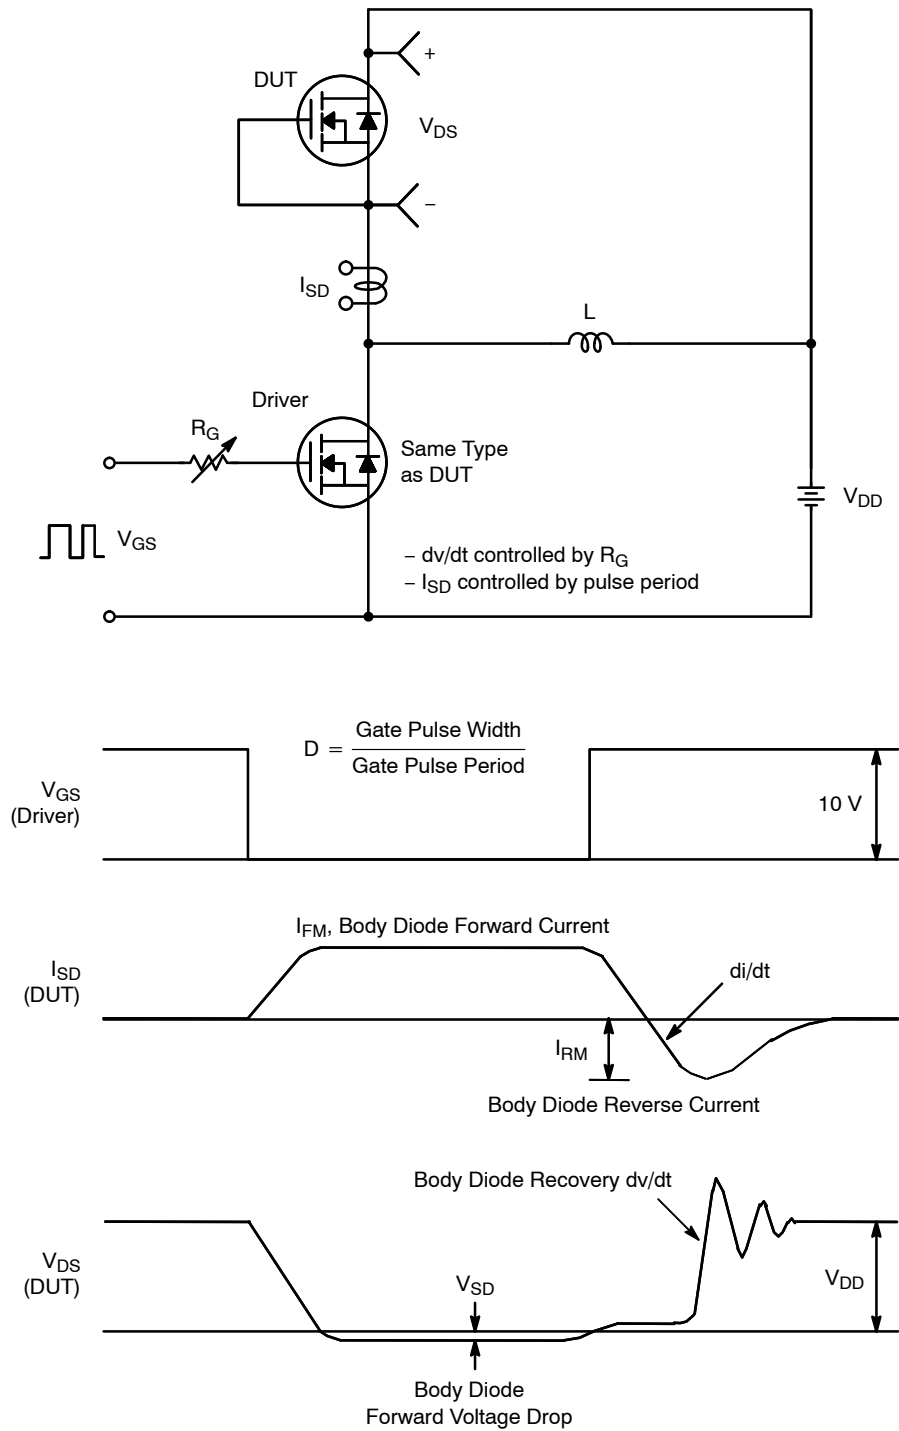 +
DUT
V_DS
−
I_SD
L
Driver
R_G
Same Type
as DUT
V_DD
V_GS
− dv/dt controlled by R_G
− I_SD controlled by pulse period
D = Gate Pulse Width
Gate Pulse Period
V_GS
(Driver)
10 V
I_FM, Body Diode Forward Current
I_SD
(DUT)
di/dt
I_RM
Body Diode Reverse Current
Body Diode Recovery dv/dt
V_DS
(DUT)
V_SD
V_DD
Body Diode
Forward Voltage Drop